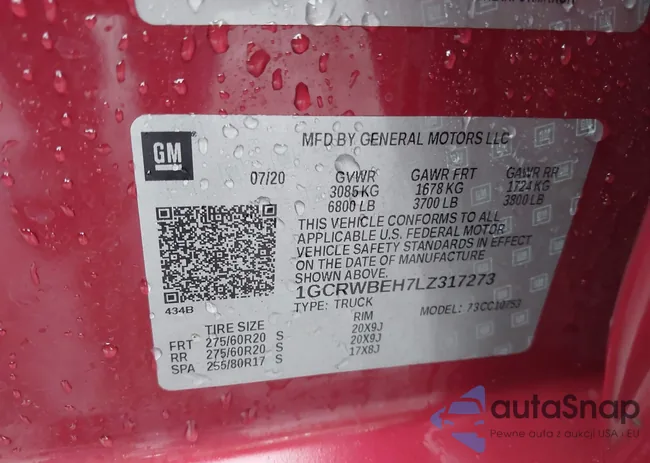 GM
MFD BY GENERAL MOTORS LLC
07/20 GVWR GAWR FRT GAWR RR
3085 KG 1678 KG 1724 KG
6800 LB 3700 LB 3800 LB
THIS VEHICLE CONFORMS TO ALL
APPLICABLE U.S. FEDERAL MOTOR
VEHICLE SAFETY STANDARDS IN EFFECT
ON THE DATE OF MANUFACTURE
SHOWN ABOVE.
1GCRWBEH7LZ317273
TYPE: TRUCK MODEL:
434B
TIRE SIZE RIM
FRT 275/60R20 S 20X9J
RR 275/60R20 S 20X9J
SPA 255/80R17 S 17X8J
autaSnap
Pewne auta z aukcji USA i EU